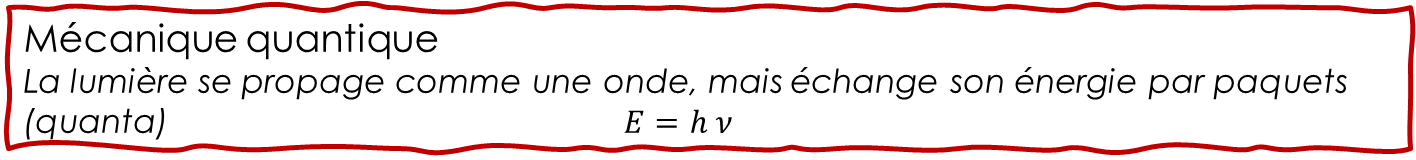 Mécanique quantique
La lumière se propage comme une onde, mais échange son énergie par paquets
(quanta) E = h ν